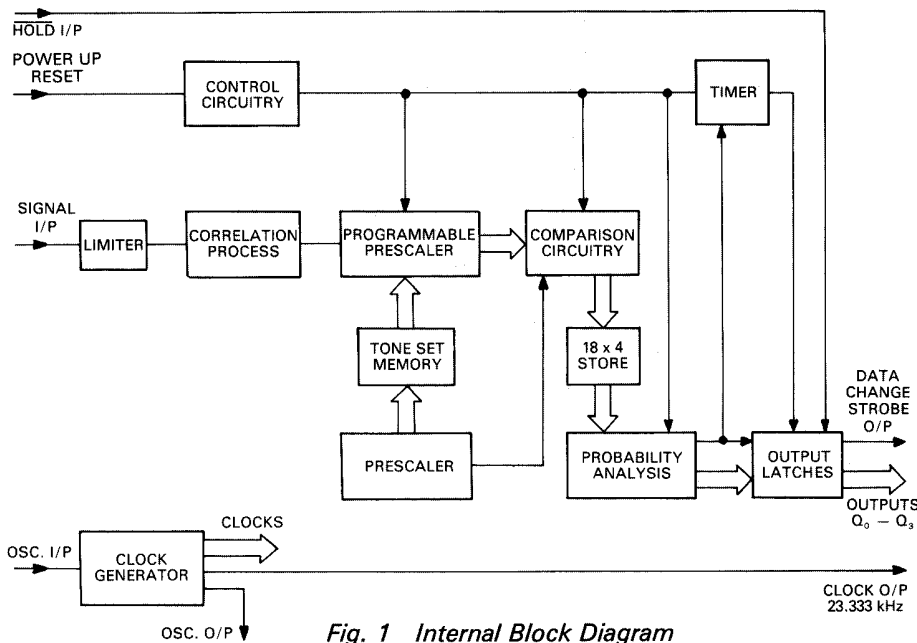 HOLD I/P
POWER UP
RESET
CONTROL
CIRCUITRY
TIMER
SIGNAL
I/P
LIMITER
CORRELATION
PROCESS
PROGRAMMABLE
PRESCALER
COMPARISON
CIRCUITRY
TONE SET
MEMORY
18 x 4
STORE
DATA
CHANGE
STROBE
O/P
PRESCALER
PROBABILITY
ANALYSIS
OUTPUT
LATCHES
OUTPUTS
Q₀ – Q₃
CLOCKS
OSC. I/P
CLOCK
GENERATOR
CLOCK O/P
23.333 kHz
OSC. O/P
Fig. 1 Internal Block Diagram